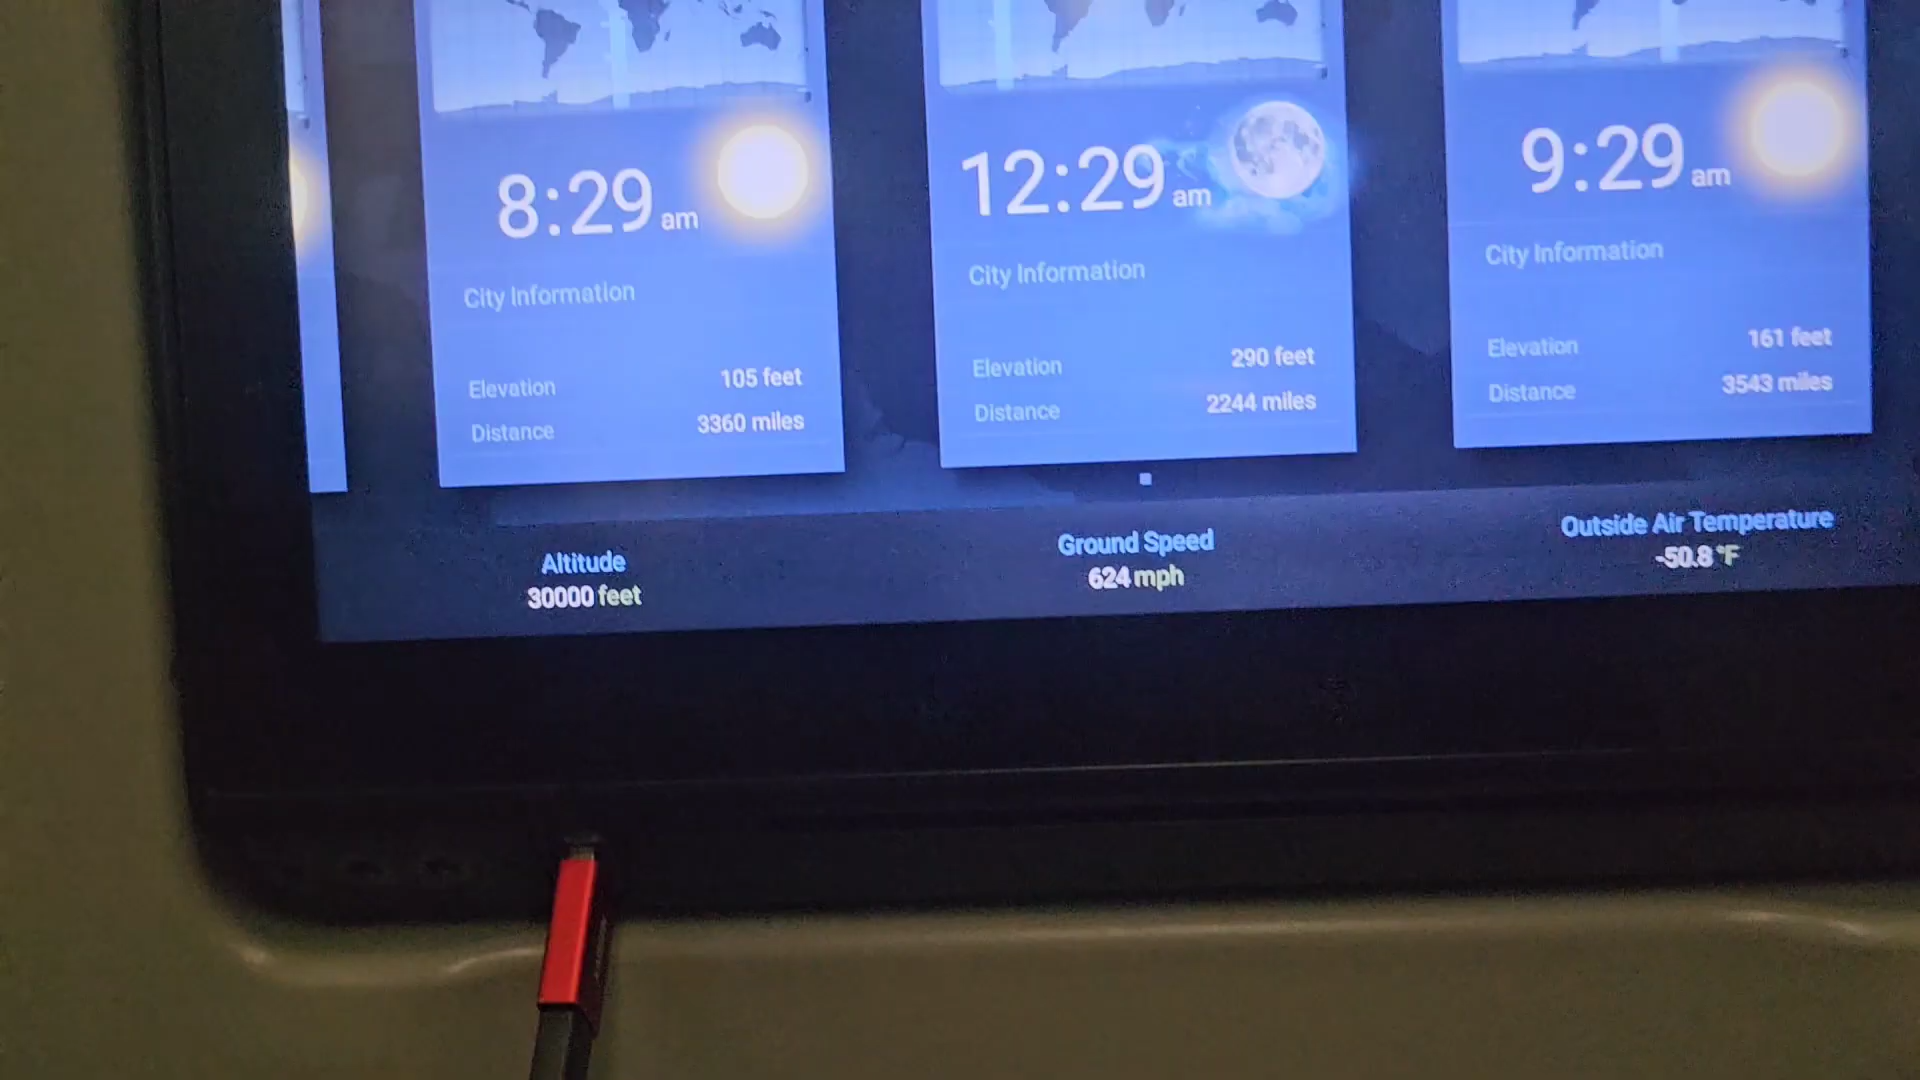 8:29 am
City Information
Elevation 105 feet
Distance 3360 miles
12:29 am
City Information
Elevation 290 feet
Distance 2244 miles
9:29 am
City Information
Elevation 161 feet
Distance 3543 miles
Altitude
30000 feet
Ground Speed
624 mph
Outside Air Temperature
-50.8 °F